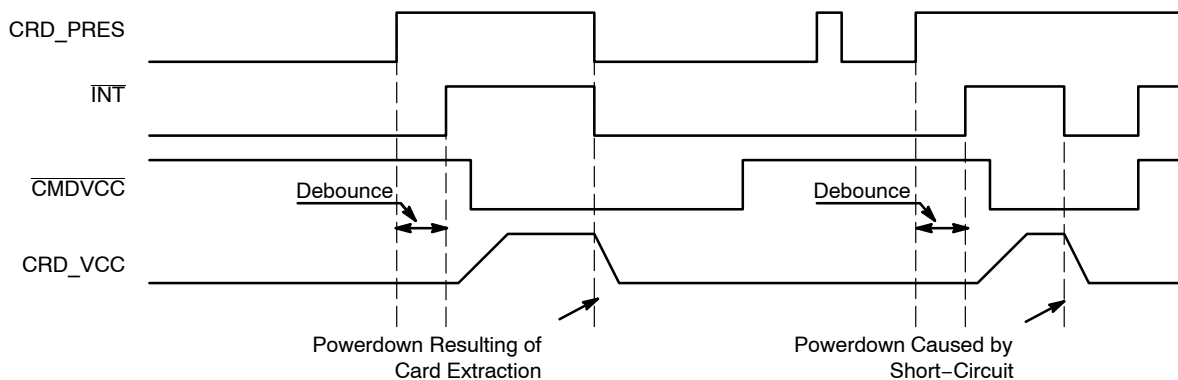 CRD_PRES
INT
CMDVCC
Debounce
Debounce
CRD_VCC
Powerdown Resulting of
Card Extraction
Powerdown Caused by
Short−Circuit